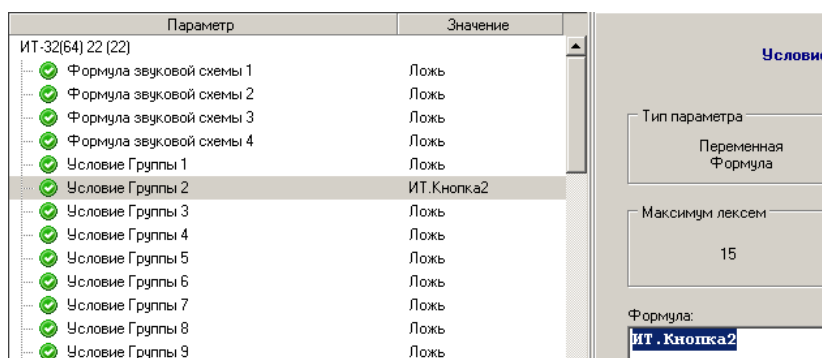 Параметр Значение
ИТ-32(64) 22 (22)
Формула звуковой схемы 1 Ложь
Формула звуковой схемы 2 Ложь
Формула звуковой схемы 3 Ложь
Формула звуковой схемы 4 Ложь
Условие Группы 1 Ложь
Условие Группы 2 ИТ.Кнопка2
Условие Группы 3 Ложь
Условие Группы 4 Ложь
Условие Группы 5 Ложь
Условие Группы 6 Ложь
Условие Группы 7 Ложь
Условие Группы 8 Ложь
Условие Группы 9 Ложь
Услови
Тип параметра
Переменная
Формула
Максимум лексем
15
Формула:
ИТ.Кнопка2